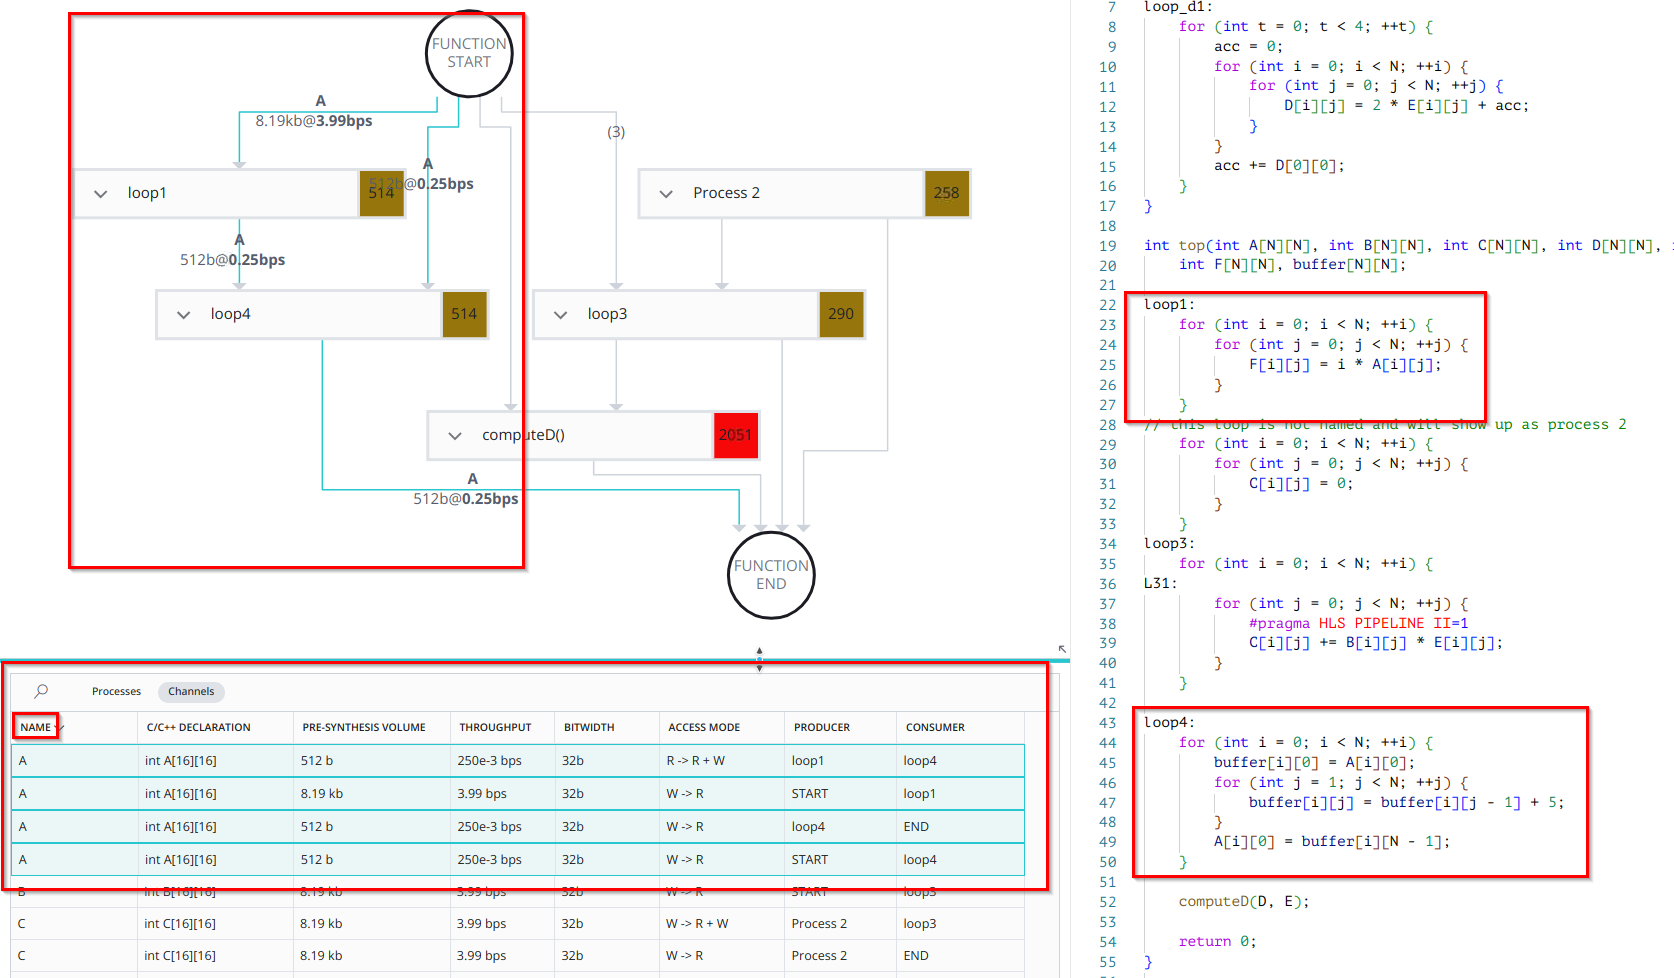 FUNCTION
START
A
8.19kb@3.99bps
(3)
A
512b@0.25bps
loop1
514
Process 2
258
A
512b@0.25bps
loop4
514
loop3
290
computeD()
2051
A
512b@0.25bps
FUNCTION
END
Processes
Channels
NAME C/C++ DECLARATION PRE-SYNTHESIS VOLUME THROUGHPUT BITWIDTH ACCESS MODE PRODUCER CONSUMER
A int A[16][16] 512 b 250e-3 bps 32b R -> R + W loop1 loop4
A int A[16][16] 8.19 kb 3.99 bps 32b W -> R START loop1
A int A[16][16] 512 b 250e-3 bps 32b W -> R loop4 END
A int A[16][16] 512 b 250e-3 bps 32b W -> R START loop4
B int B[16][16] 8.19 kb 3.99 bps 32b W -> R START loop3
C int C[16][16] 8.19 kb 3.99 bps 32b W -> R + W Process 2 loop3
C int C[16][16] 8.19 kb 3.99 bps 32b W -> R Process 2 END
7 loop_d1:
8 for (int t = 0; t < 4; ++t) {
9 acc = 0;
10 for (int i = 0; i < N; ++i) {
11 for (int j = 0; j < N; ++j) {
12 D[i][j] = 2 * E[i][j] + acc;
13 }
14 }
15 acc += D[0][0];
16 }
17 }
18
19 int top(int A[N][N], int B[N][N], int C[N][N], int D[N][N],
20 int F[N][N], buffer[N][N];
21
22 loop1:
23 for (int i = 0; i < N; ++i) {
24 for (int j = 0; j < N; ++j) {
25 F[i][j] = i * A[i][j];
26 }
27 }
28 // this loop is not named and will show up as process 2
29 for (int i = 0; i < N; ++i) {
30 for (int j = 0; j < N; ++j) {
31 C[i][j] = 0;
32 }
33 }
34 loop3:
35 for (int i = 0; i < N; ++i) {
36 L31:
37 for (int j = 0; j < N; ++j) {
38 #pragma HLS PIPELINE II=1
39 C[i][j] += B[i][j] * E[i][j];
40 }
41 }
42
43 loop4:
44 for (int i = 0; i < N; ++i) {
45 buffer[i][0] = A[i][0];
46 for (int j = 1; j < N; ++j) {
47 buffer[i][j] = buffer[i][j - 1] + 5;
48 }
49 A[i][0] = buffer[i][N - 1];
50 }
51
52 computeD(D, E);
53
54 return 0;
55 }